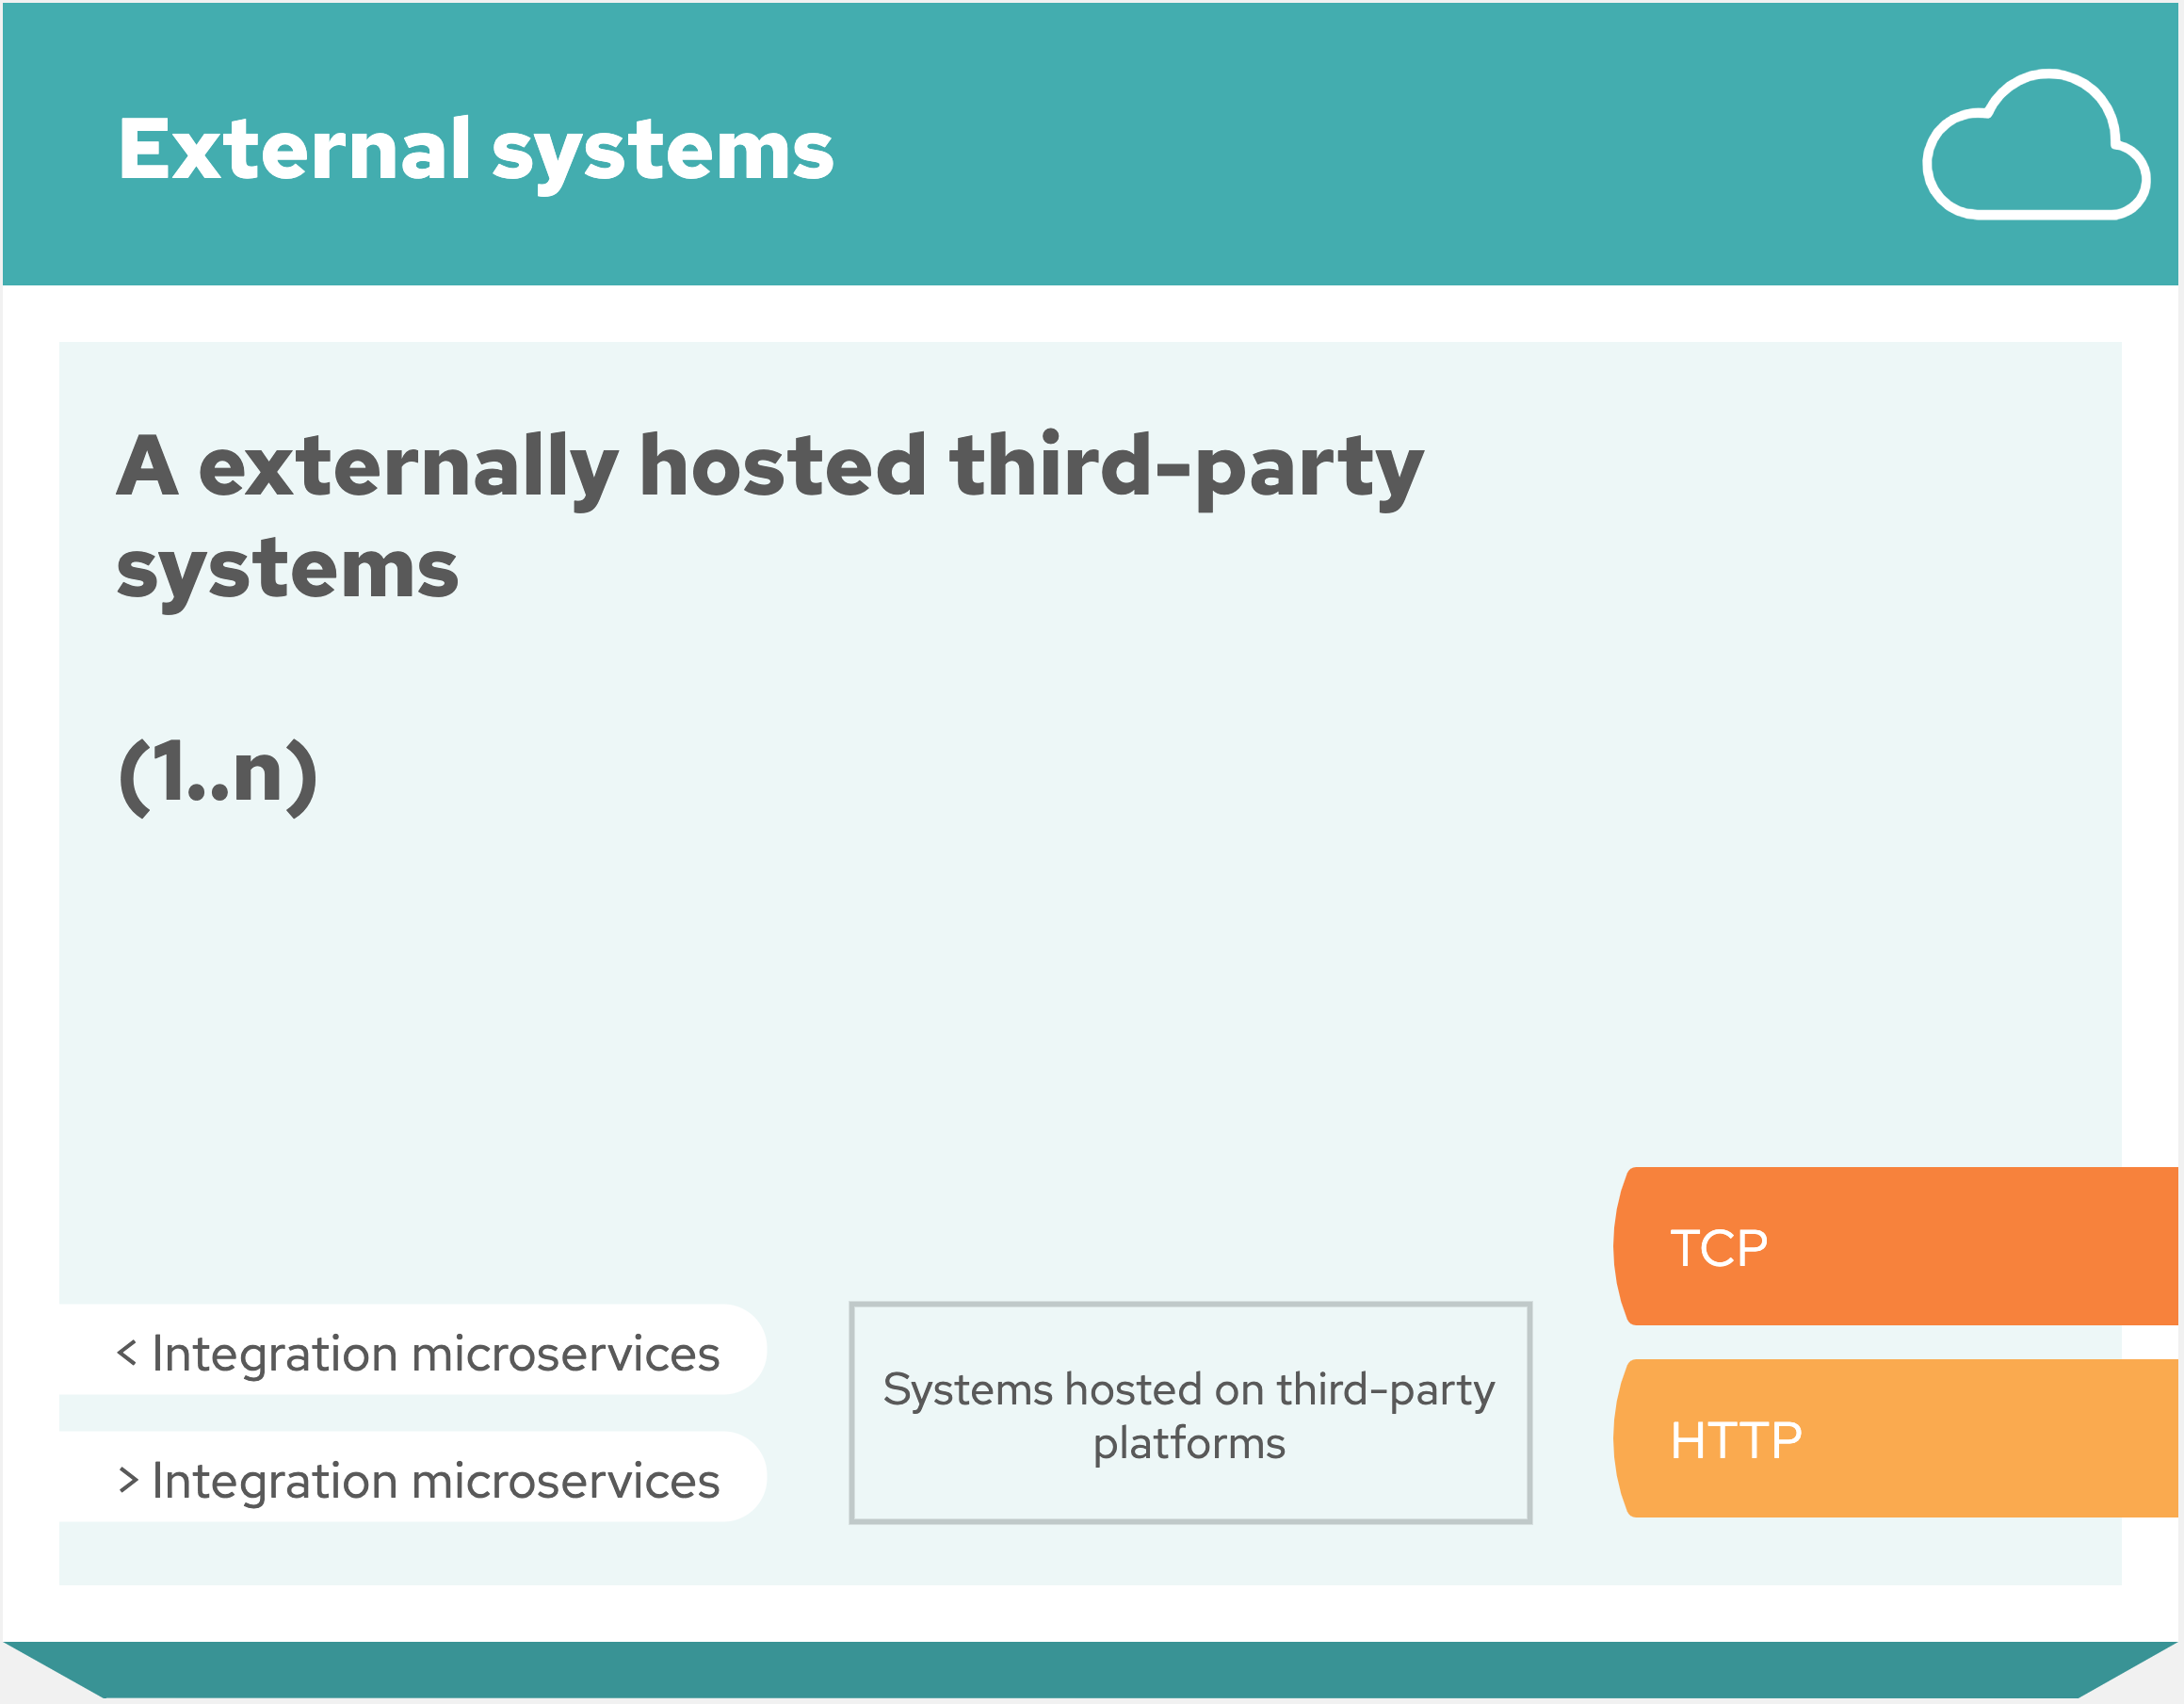 External systems
A externally hosted third-party
systems
(1..n)
TCP
< Integration microservices
Systems hosted on third-party
platforms
HTTP
> Integration microservices